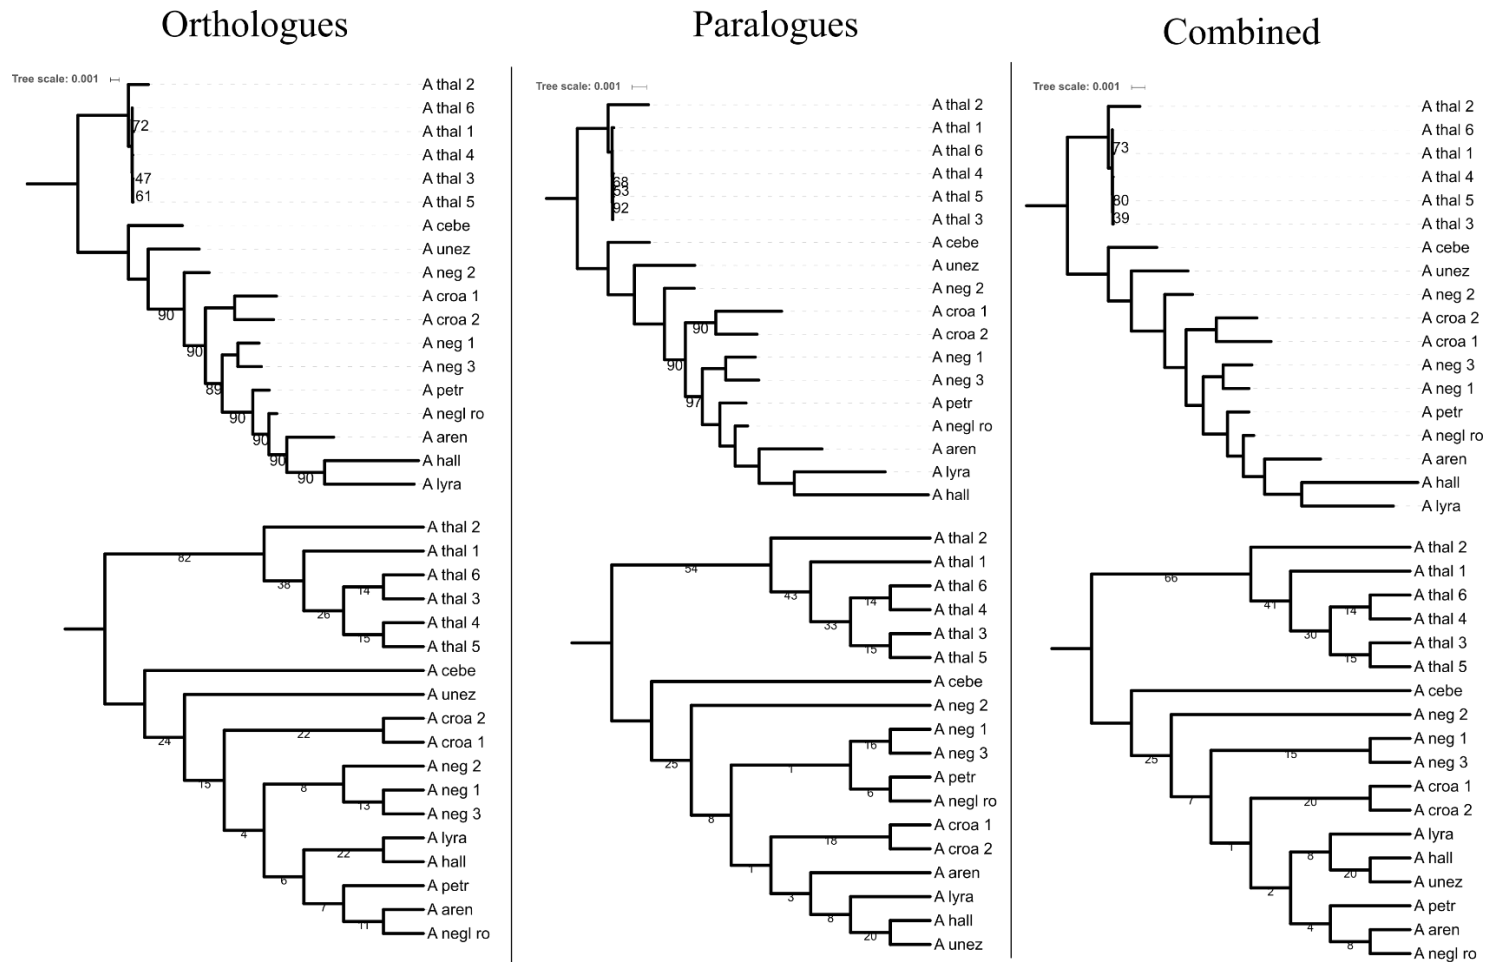 Orthologues
Tree scale: 0.001
A thal 2
A thal 6
72
A thal 1
A thal 4
47
A thal 3
61
A thal 5
A cebe
A unez
A neg 2
A croa 1
90
A croa 2
A neg 1
90
A neg 3
89
A petr
90
A negl ro
90
A aren
90
A hall
90
A lyra
A thal 2
82
A thal 1
38
A thal 6
14
A thal 3
26
A thal 4
15
A thal 5
A cebe
A unez
24
A croa 2
22
A croa 1
15
A neg 2
8
A neg 1
13
A neg 3
4
A lyra
22
A hall
6
A petr
7
A aren
11
A negl ro
Paralogues
Tree scale: 0.001
A thal 2
A thal 1
A thal 6
A thal 4
68
53
A thal 5
92
A thal 3
A cebe
A unez
A neg 2
A croa 1
90
A croa 2
A neg 1
90
A neg 3
97
A petr
A negl ro
A aren
A lyra
A hall
A thal 2
54
A thal 1
43
A thal 6
14
A thal 4
33
A thal 3
15
A thal 5
A cebe
A neg 2
25
A neg 1
16
A neg 3
1
A petr
6
A negl ro
8
A croa 1
18
A croa 2
1
A aren
3
A lyra
8
A hall
20
A unez
Combined
Tree scale: 0.001
A thal 2
A thal 6
73
A thal 1
A thal 4
80
A thal 5
39
A thal 3
A cebe
A unez
A neg 2
A croa 2
A croa 1
A neg 3
A neg 1
A petr
A negl ro
A aren
A hall
A lyra
A thal 2
66
A thal 1
41
A thal 6
14
A thal 4
30
A thal 3
15
A thal 5
A cebe
A neg 2
25
A neg 1
15
A neg 3
7
A croa 1
20
A croa 2
1
A lyra
8
A hall
20
A unez
2
A petr
4
A aren
8
A negl ro